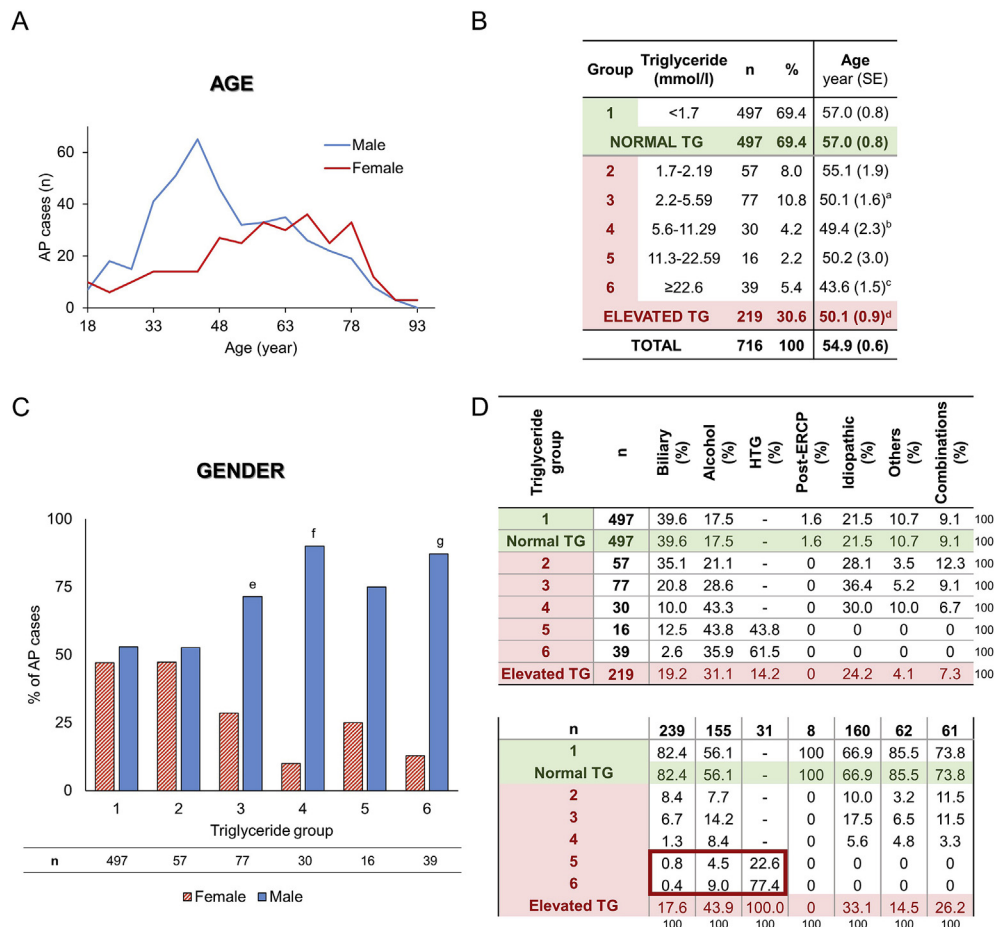 A
AGE
AP cases (n)
60
40
20
0
18 33 48 63 78 93
Age (year)
Male
Female
B
Group Triglyceride (mmol/l) n % Age year (SE)
1 <1.7 497 69.4 57.0 (0.8)
NORMAL TG 497 69.4 57.0 (0.8)
2 1.7-2.19 57 8.0 55.1 (1.9)
3 2.2-5.59 77 10.8 50.1 (1.6)a
4 5.6-11.29 30 4.2 49.4 (2.3)b
5 11.3-22.59 16 2.2 50.2 (3.0)
6 ≥22.6 39 5.4 43.6 (1.5)c
ELEVATED TG 219 30.6 50.1 (0.9)d
TOTAL 716 100 54.9 (0.6)
C
GENDER
% of AP cases
100
75
50
25
0
e
f
g
1 2 3 4 5 6
Triglyceride group
n 497 57 77 30 16 39
Female Male
D
Triglyceride group n Biliary (%) Alcohol (%) HTG (%) Post-ERCP (%) Idiopathic (%) Others (%) Combinations (%)
1 497 39.6 17.5 - 1.6 21.5 10.7 9.1 100
Normal TG 497 39.6 17.5 - 1.6 21.5 10.7 9.1 100
2 57 35.1 21.1 - 0 28.1 3.5 12.3 100
3 77 20.8 28.6 - 0 36.4 5.2 9.1 100
4 30 10.0 43.3 - 0 30.0 10.0 6.7 100
5 16 12.5 43.8 43.8 0 0 0 0 100
6 39 2.6 35.9 61.5 0 0 0 0 100
Elevated TG 219 19.2 31.1 14.2 0 24.2 4.1 7.3 100
n 239 155 31 8 160 62 61
1 82.4 56.1 - 100 66.9 85.5 73.8
Normal TG 82.4 56.1 - 100 66.9 85.5 73.8
2 8.4 7.7 - 0 10.0 3.2 11.5
3 6.7 14.2 - 0 17.5 6.5 11.5
4 1.3 8.4 - 0 5.6 4.8 3.3
5 0.8 4.5 22.6 0 0 0 0
6 0.4 9.0 77.4 0 0 0 0
Elevated TG 17.6 43.9 100.0 0 33.1 14.5 26.2
100 100 100 100 100 100 100